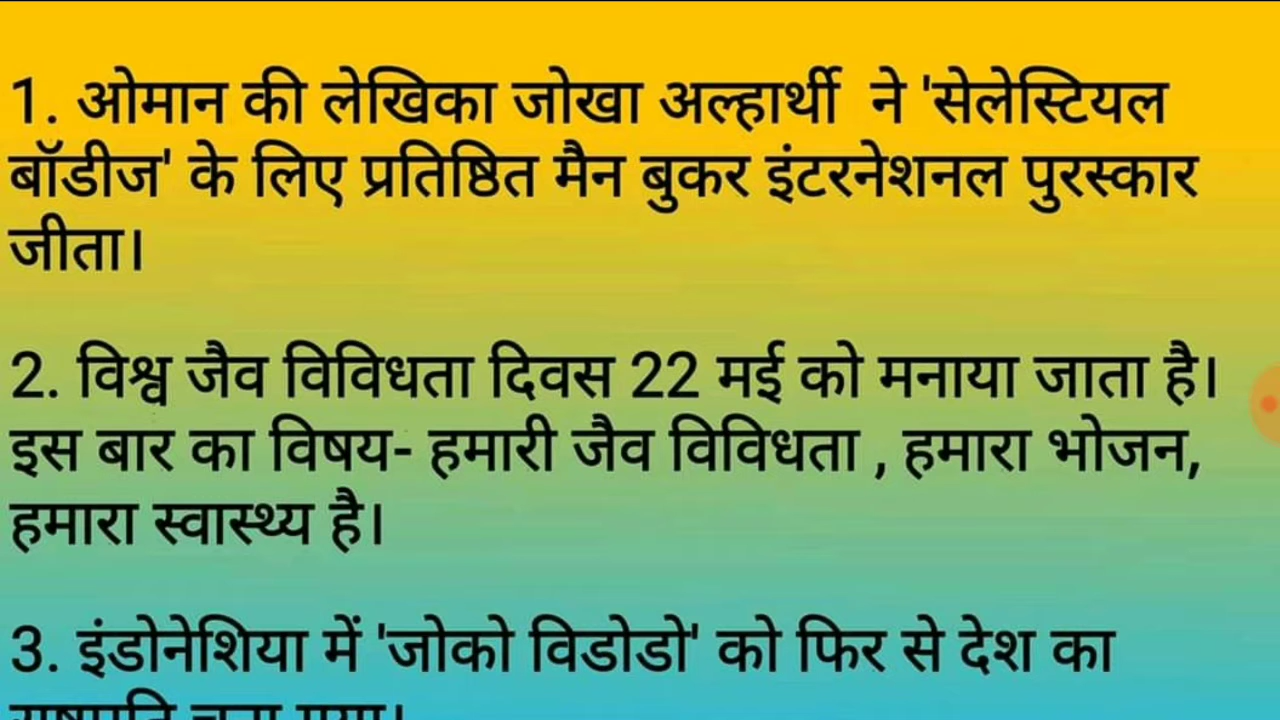 1. ओमान की लेखिका जोखा अल्हार्थी ने 'सेलेस्टियल
बॉडीज' के लिए प्रतिष्ठित मैन बुकर इंटरनेशनल पुरस्कार
जीता।
2. विश्व जैव विविधता दिवस 22 मई को मनाया जाता है।
इस बार का विषय- हमारी जैव विविधता , हमारा भोजन,
हमारा स्वास्थ्य है।
3. इंडोनेशिया में 'जोको विडोडो' को फिर से देश का